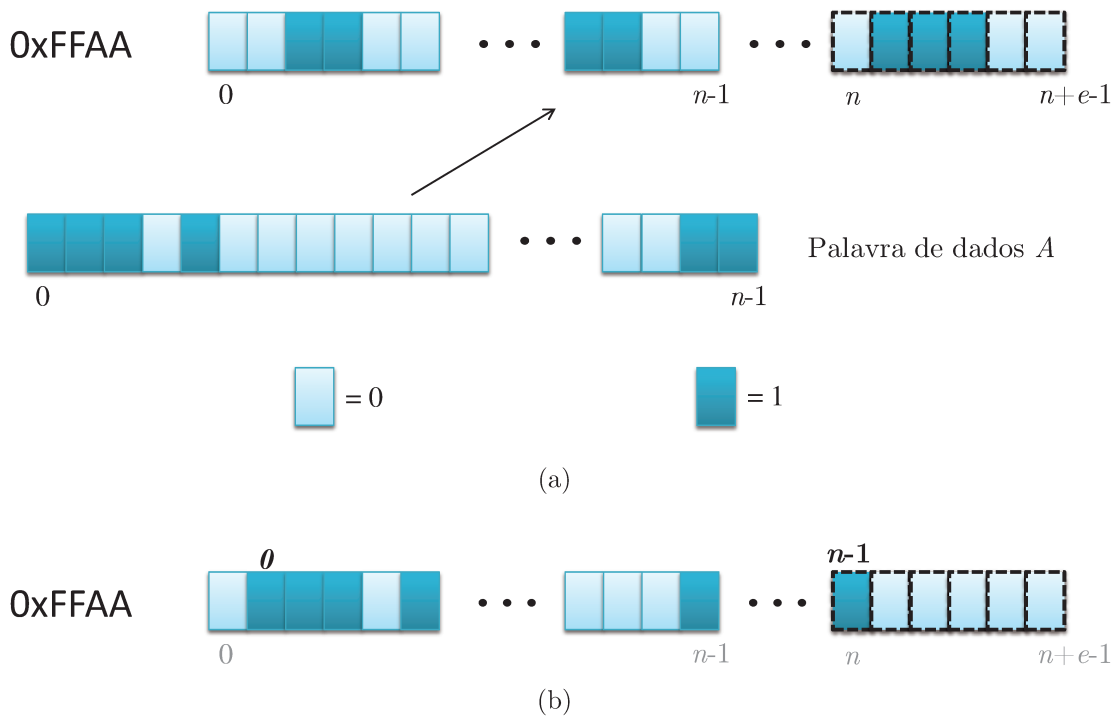 0xFFAA
0 n-1 n n+e-1
Palavra de dados A
0 n-1
= 0 = 1
(a)
0 n-1
0xFFAA
0 n-1 n n+e-1
(b)